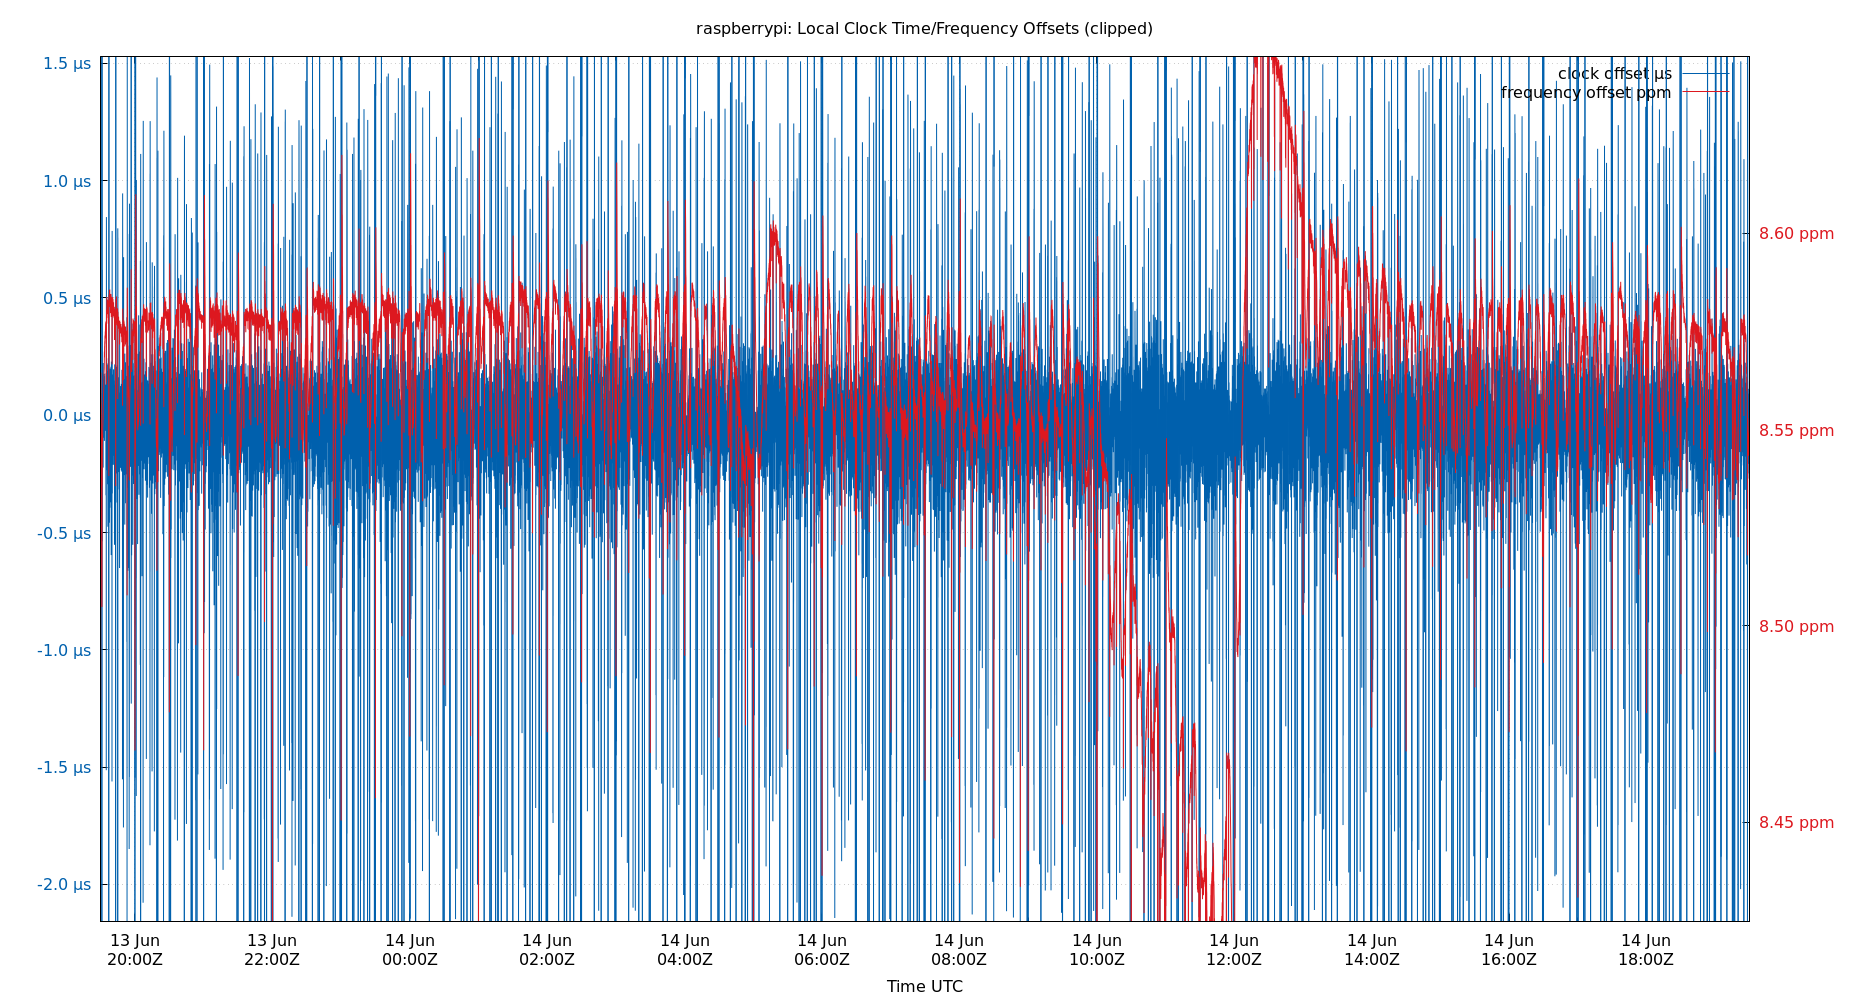 raspberrypi: Local Clock Time/Frequency Offsets (clipped)
1.5 µs
1.0 µs
0.5 µs
0.0 µs
-0.5 µs
-1.0 µs
-1.5 µs
-2.0 µs
clock offset µs
frequency offset ppm
8.60 ppm
8.55 ppm
8.50 ppm
8.45 ppm
13 Jun 13 Jun 14 Jun 14 Jun 14 Jun 14 Jun 14 Jun 14 Jun 14 Jun 14 Jun 14 Jun 14 Jun
20:00Z 22:00Z 00:00Z 02:00Z 04:00Z 06:00Z 08:00Z 10:00Z 12:00Z 14:00Z 16:00Z 18:00Z
Time UTC